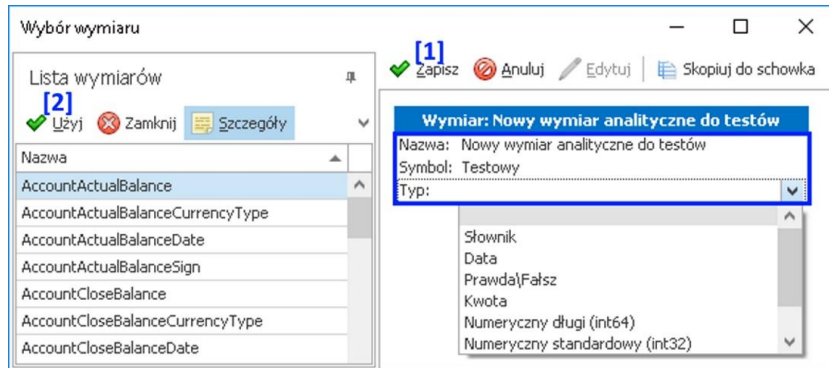 Wybór wymiaru
Lista wymiarów
[2]
Użyj Zamknij Szczegóły
Nazwa
AccountActualBalance
AccountActualBalanceCurrencyType
AccountActualBalanceDate
AccountActualBalanceSign
AccountCloseBalance
AccountCloseBalanceCurrencyType
AccountCloseBalanceDate
[1]
Zapisz Anuluj Edytuj Skopiuj do schowka
Wymiar: Nowy wymiar analityczne do testów
Nazwa: Nowy wymiar analityczne do testów
Symbol: Testowy
Typ:
Słownik
Data
Prawda\Fałsz
Kwota
Numeryczny długi (int64)
Numeryczny standardowy (int32)